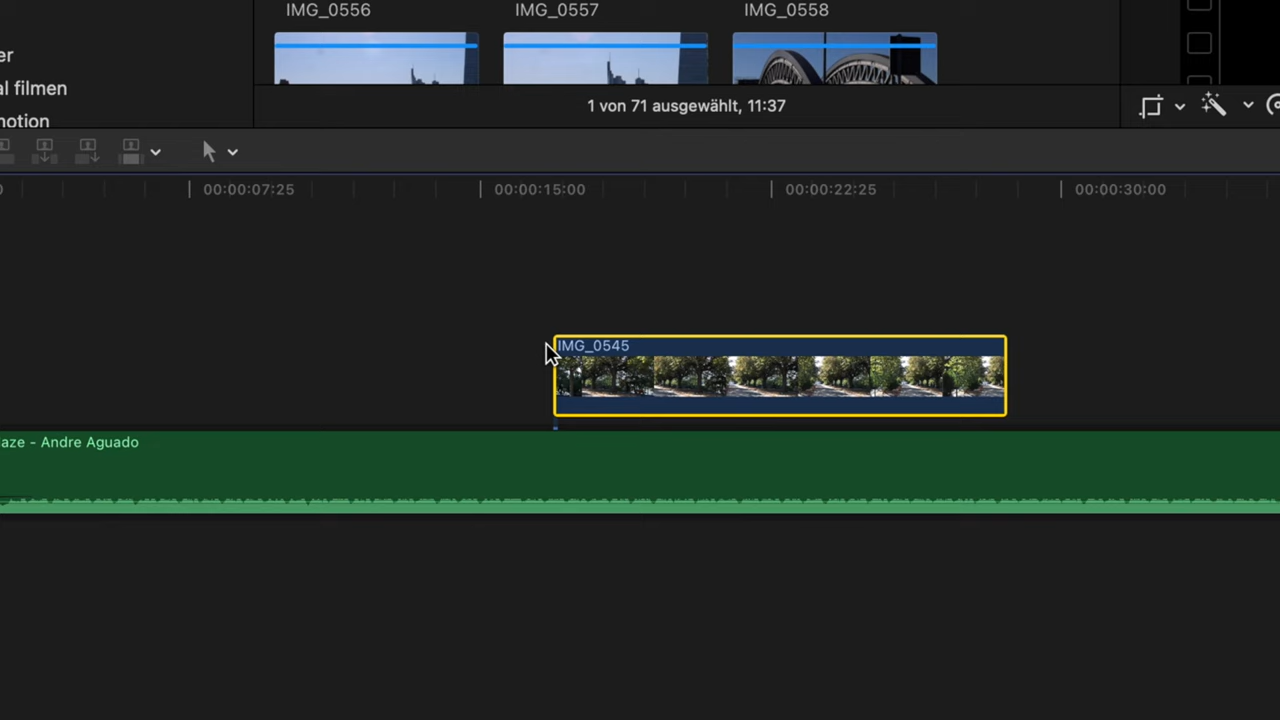 IMG_0556 IMG_0557 IMG_0558
er
al filmen
motion
1 von 71 ausgewählt, 11:37
0 00:00:07:25 00:00:15:00 00:00:22:25 00:00:30:00
IMG_0545
aze - Andre Aguado